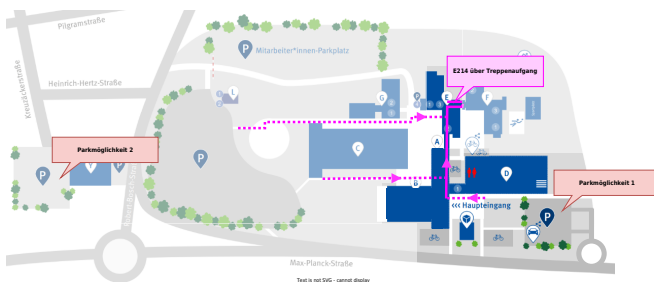 Pilgramstraße
P
Mitarbeiter*innen-Parkplatz
E214 über Treppenaufgang
Heinrich-Hertz-Straße
Kreuzäckerstraße
L
G
E
F
P
Parkmöglichkeit 2
P
V
P
P
C
A
B
D
Parkmöglichkeit 1
<<< Haupteingang
P
Max-Planck-Straße
Text is not SVG - cannot display